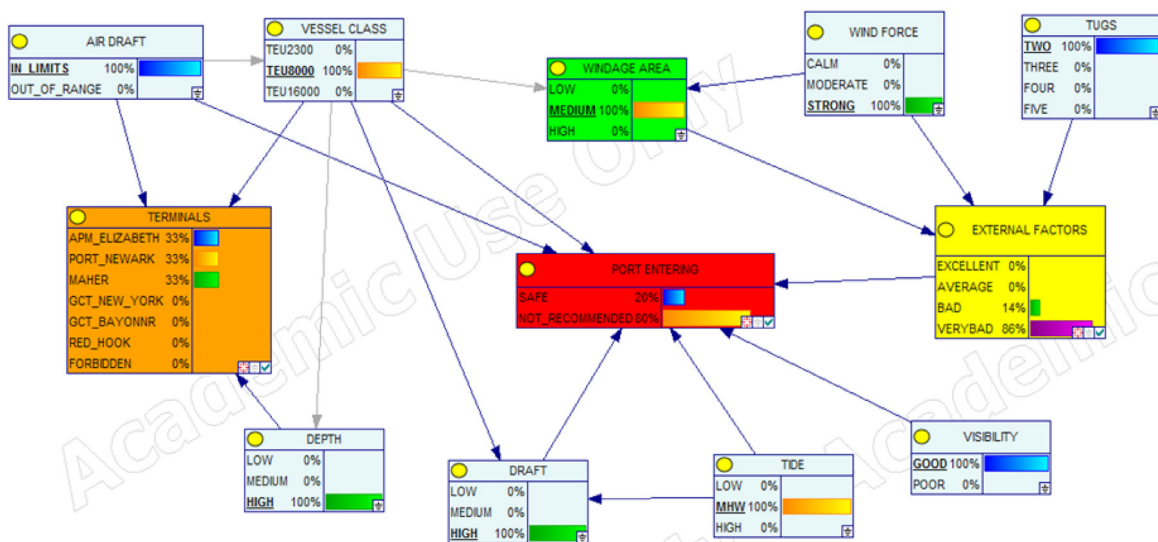 AIR DRAFT
IN_LIMITS 100%
OUT_OF_RANGE 0%
VESSEL CLASS
TEU2300 0%
TEU8000 100%
TEU16000 0%
WINDAGE AREA
LOW 0%
MEDIUM 100%
HIGH 0%
WIND FORCE
CALM 0%
MODERATE 0%
STRONG 100%
TUGS
TWO 100%
THREE 0%
FOUR 0%
FIVE 0%
TERMINALS
APM_ELIZABETH 33%
PORT_NEWARK 33%
MAHER 33%
GCT_NEW_YORK 0%
GCT_BAYONNR 0%
RED_HOOK 0%
FORBIDDEN 0%
PORT ENTERING
SAFE 20%
NOT_RECOMMENDED 80%
EXTERNAL FACTORS
EXCELLENT 0%
AVERAGE 0%
BAD 14%
VERYBAD 86%
DEPTH
LOW 0%
MEDIUM 0%
HIGH 100%
DRAFT
LOW 0%
MEDIUM 0%
HIGH 100%
TIDE
LOW 0%
MHW 100%
HIGH 0%
VISIBILITY
GOOD 100%
POOR 0%
Academic Use Only
Academic